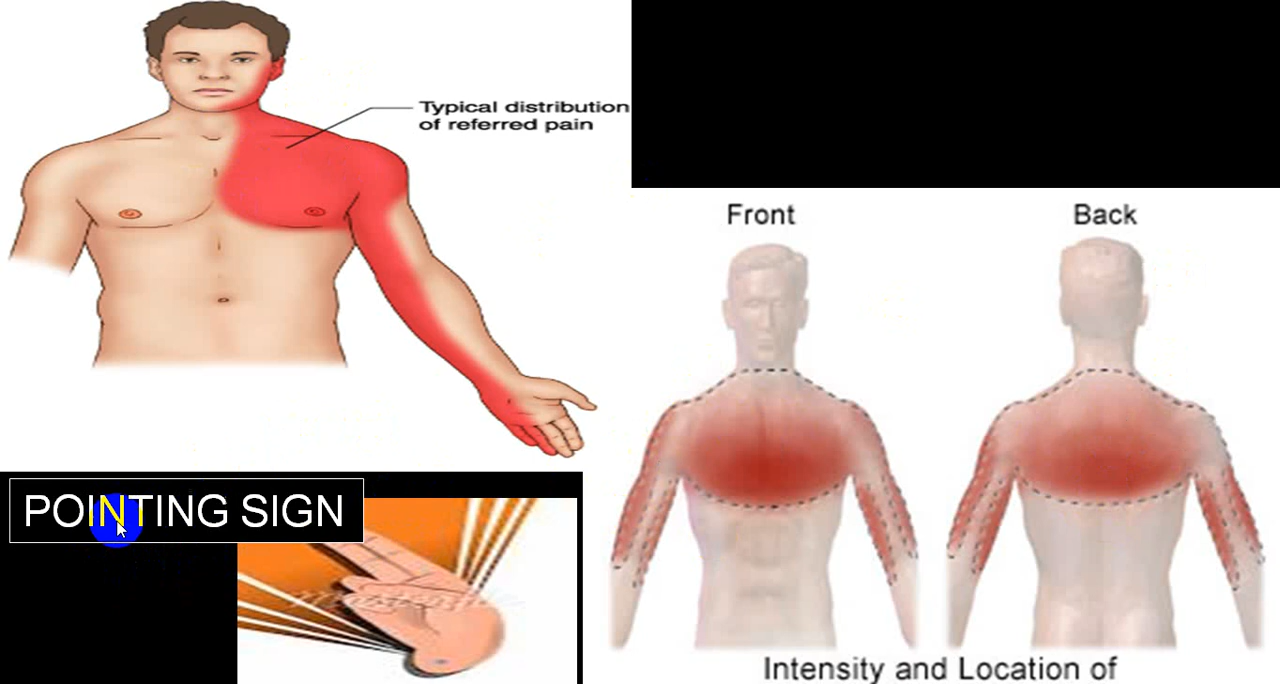 Typical distribution
of referred pain
Front
Back
POINTING SIGN
Intensity and Location of